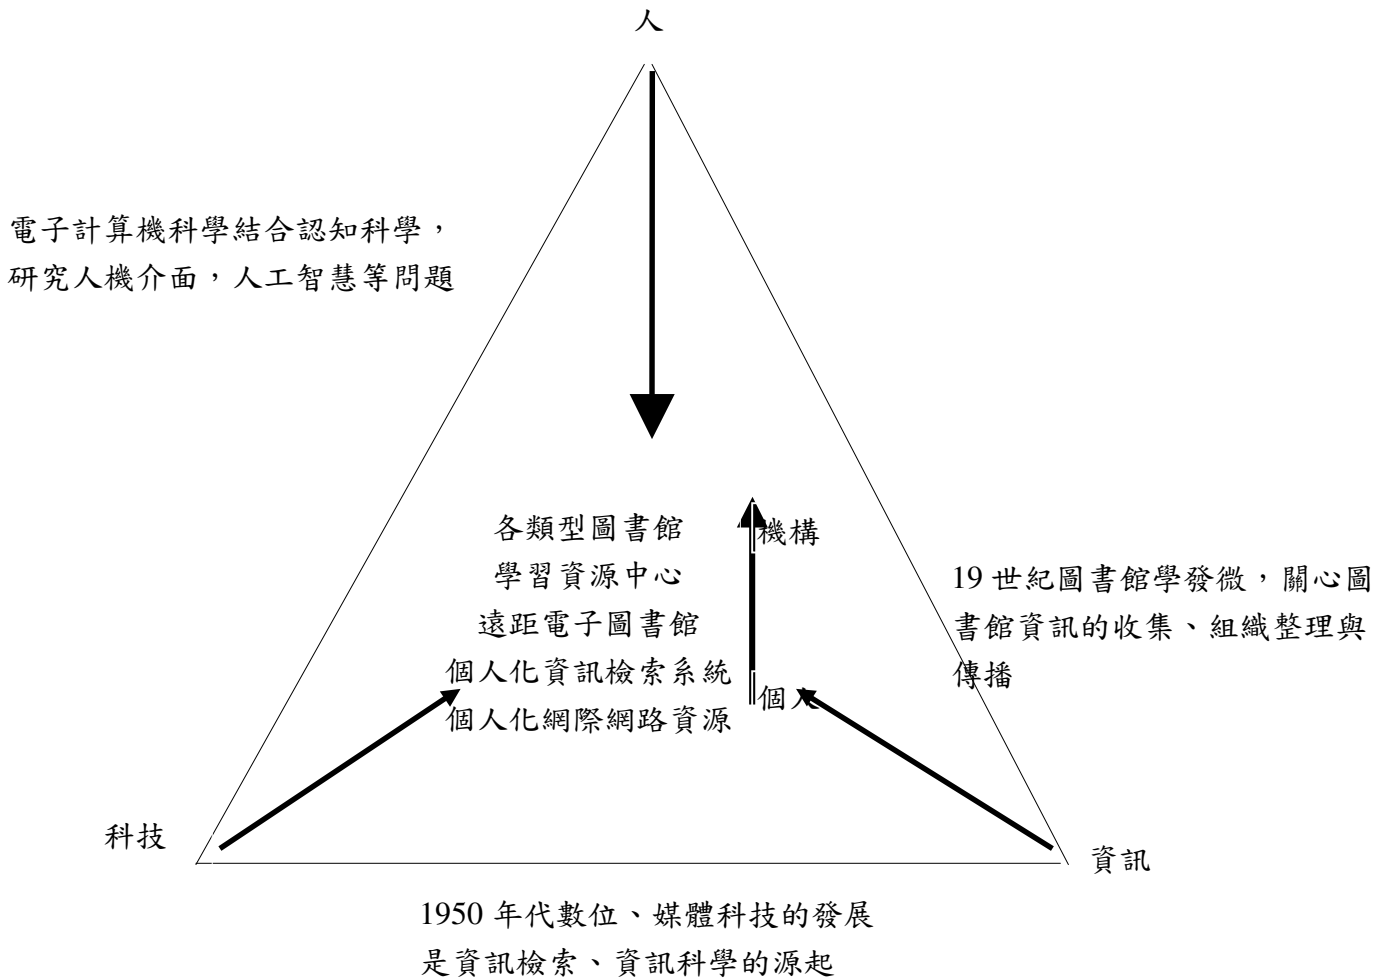 人
電子計算機科學結合認知科學，
研究人機介面，人工智慧等問題
各類型圖書館
機構
學習資源中心
遠距電子圖書館
個人化資訊檢索系統
個人
個人化網際網路資源
19 世紀圖書館學發微，關心圖
書館資訊的收集、組織整理與
傳播
科技
資訊
1950 年代數位、媒體科技的發展
是資訊檢索、資訊科學的源起